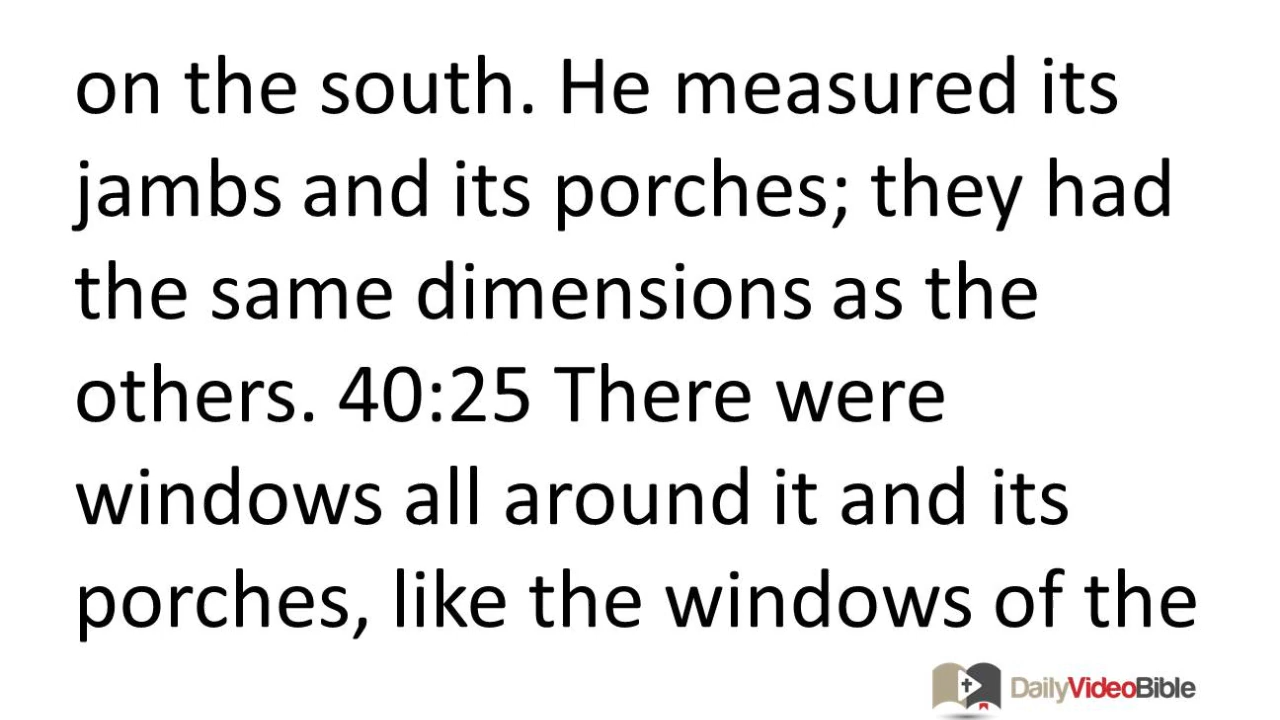 on the south. He measured its
jambs and its porches; they had
the same dimensions as the
others. 40:25 There were
windows all around it and its
porches, like the windows of the
DailyVideoBible